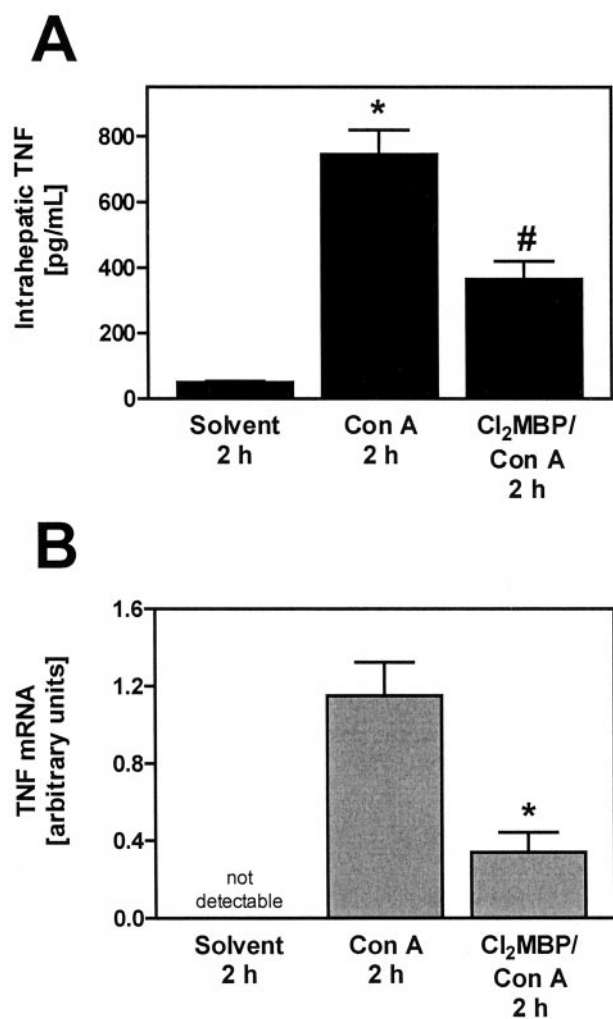 A
Intrahepatic TNF
[pg/mL]
800
600
400
200
0
*
#
Solvent
2 h
Con A
2 h
Cl₂MBP/
Con A
2 h
B
TNF mRNA
[arbitrary units]
1.6
1.2
0.8
0.4
0.0
not
detectable
*
Solvent
2 h
Con A
2 h
Cl₂MBP/
Con A
2 h